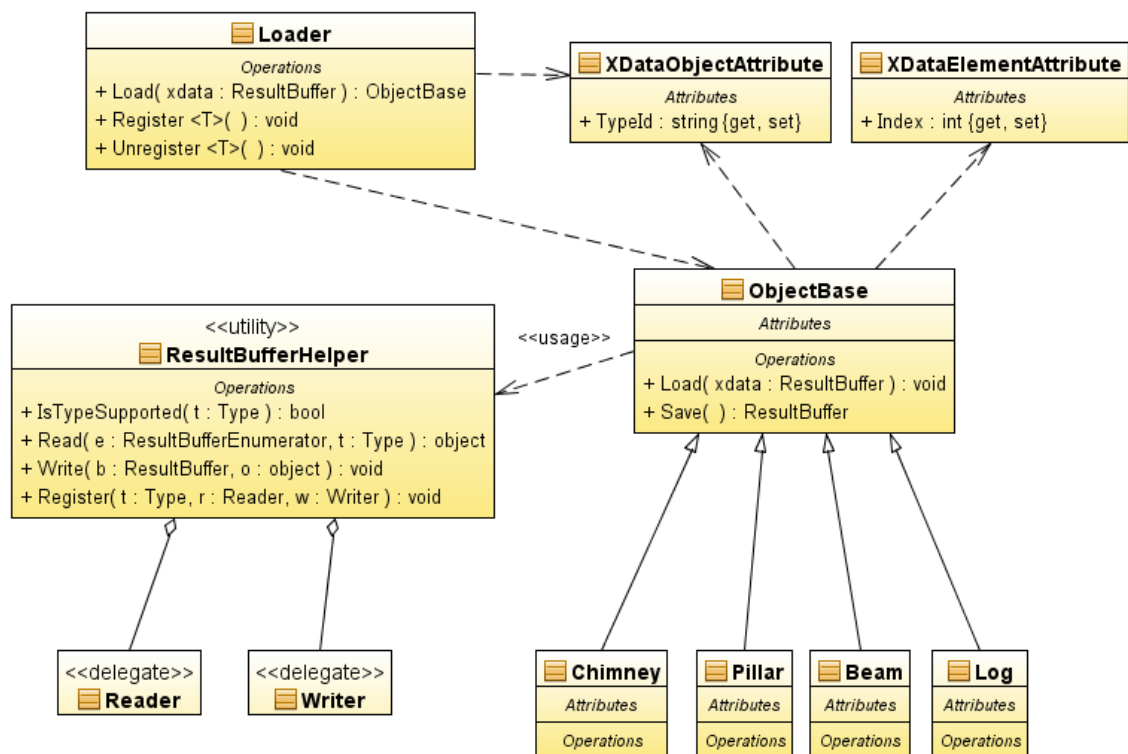 Loader
Operations
+ Load( xdata : ResultBuffer ) : ObjectBase
+ Register <T>( ) : void
+ Unregister <T>( ) : void
XDataObjectAttribute
Attributes
+ TypeId : string {get, set}
XDataElementAttribute
Attributes
+ Index : int {get, set}
ObjectBase
Attributes
Operations
+ Load( xdata : ResultBuffer ) : void
+ Save( ) : ResultBuffer
<<usage>>
<<utility>>
ResultBufferHelper
Operations
+ IsTypeSupported( t : Type ) : bool
+ Read( e : ResultBufferEnumerator, t : Type ) : object
+ Write( b : ResultBuffer, o : object ) : void
+ Register( t : Type, r : Reader, w : Writer ) : void
<<delegate>>
Reader
<<delegate>>
Writer
Chimney
Attributes
Operations
Pillar
Attributes
Operations
Beam
Attributes
Operations
Log
Attributes
Operations